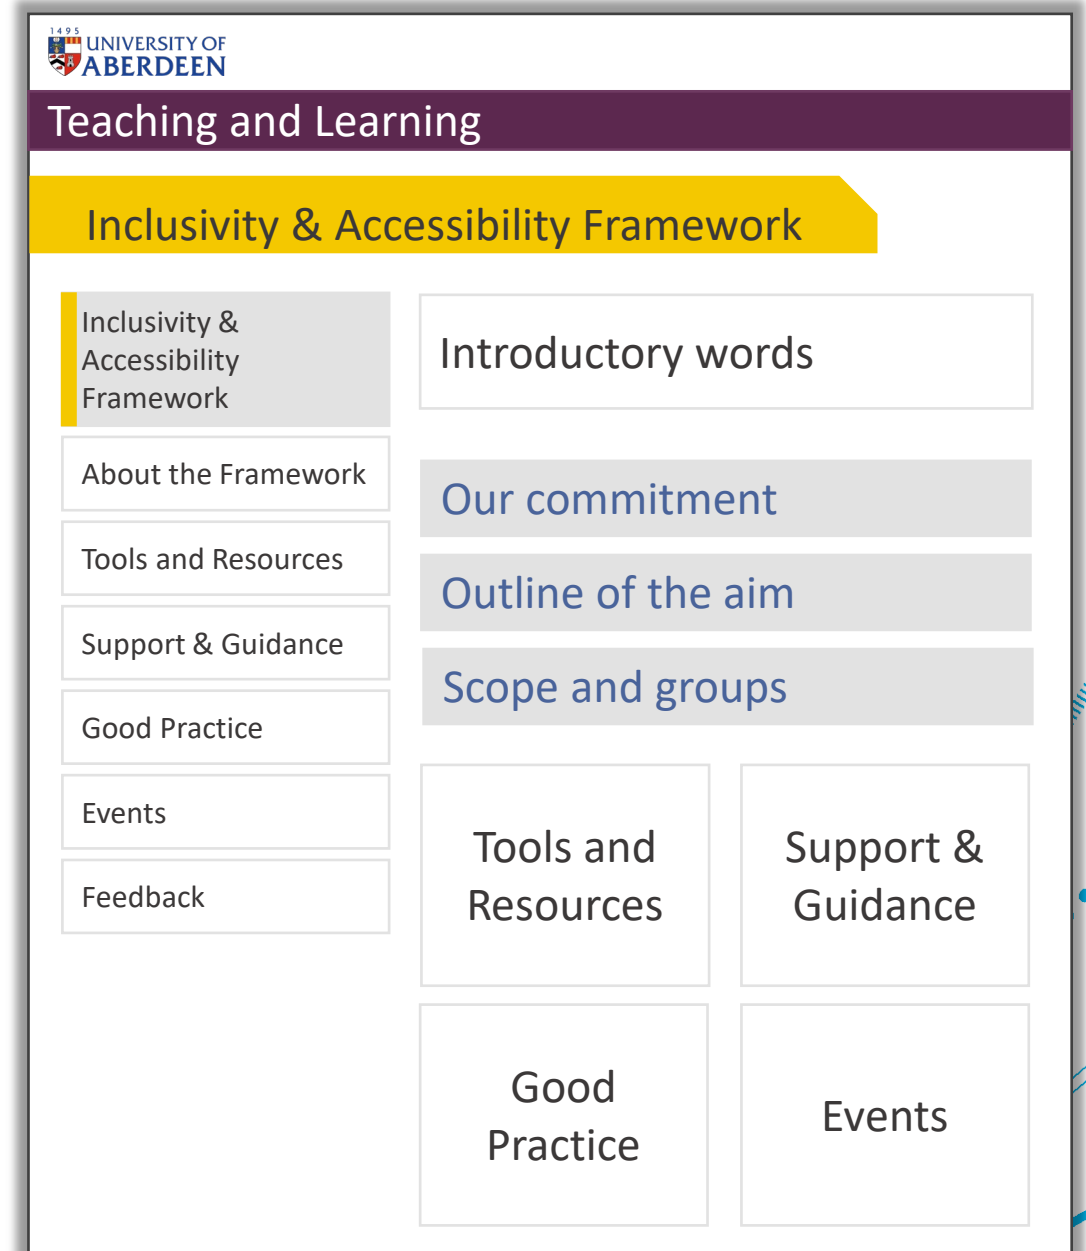 1495
UNIVERSITY OF
ABERDEEN
Teaching and Learning
Inclusivity & Accessibility Framework
Inclusivity &
Accessibility
Framework
About the Framework
Tools and Resources
Support & Guidance
Good Practice
Events
Feedback
Introductory words
Our commitment
Outline of the aim
Scope and groups
Tools and
Resources
Support &
Guidance
Good
Practice
Events